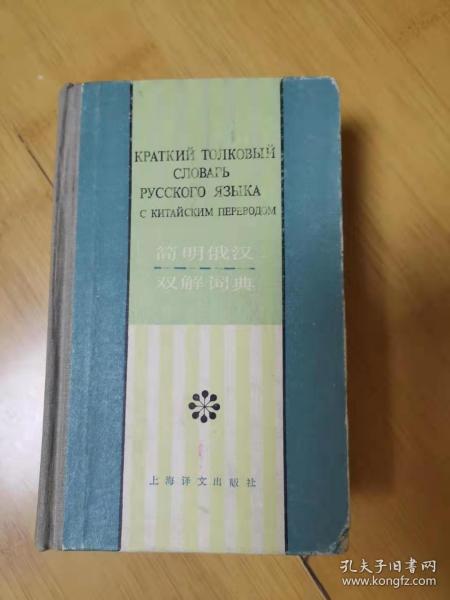 КРАТКИЙ ТОЛКОВЫЙ
СЛОВАРЬ
РУССКОГО ЯЗЫКА
С КИТАЙСКИМ ПЕРЕВОДОМ
简明俄汉
双解词典
上海译文出版社
孔夫子旧书网
www.kongfz.com